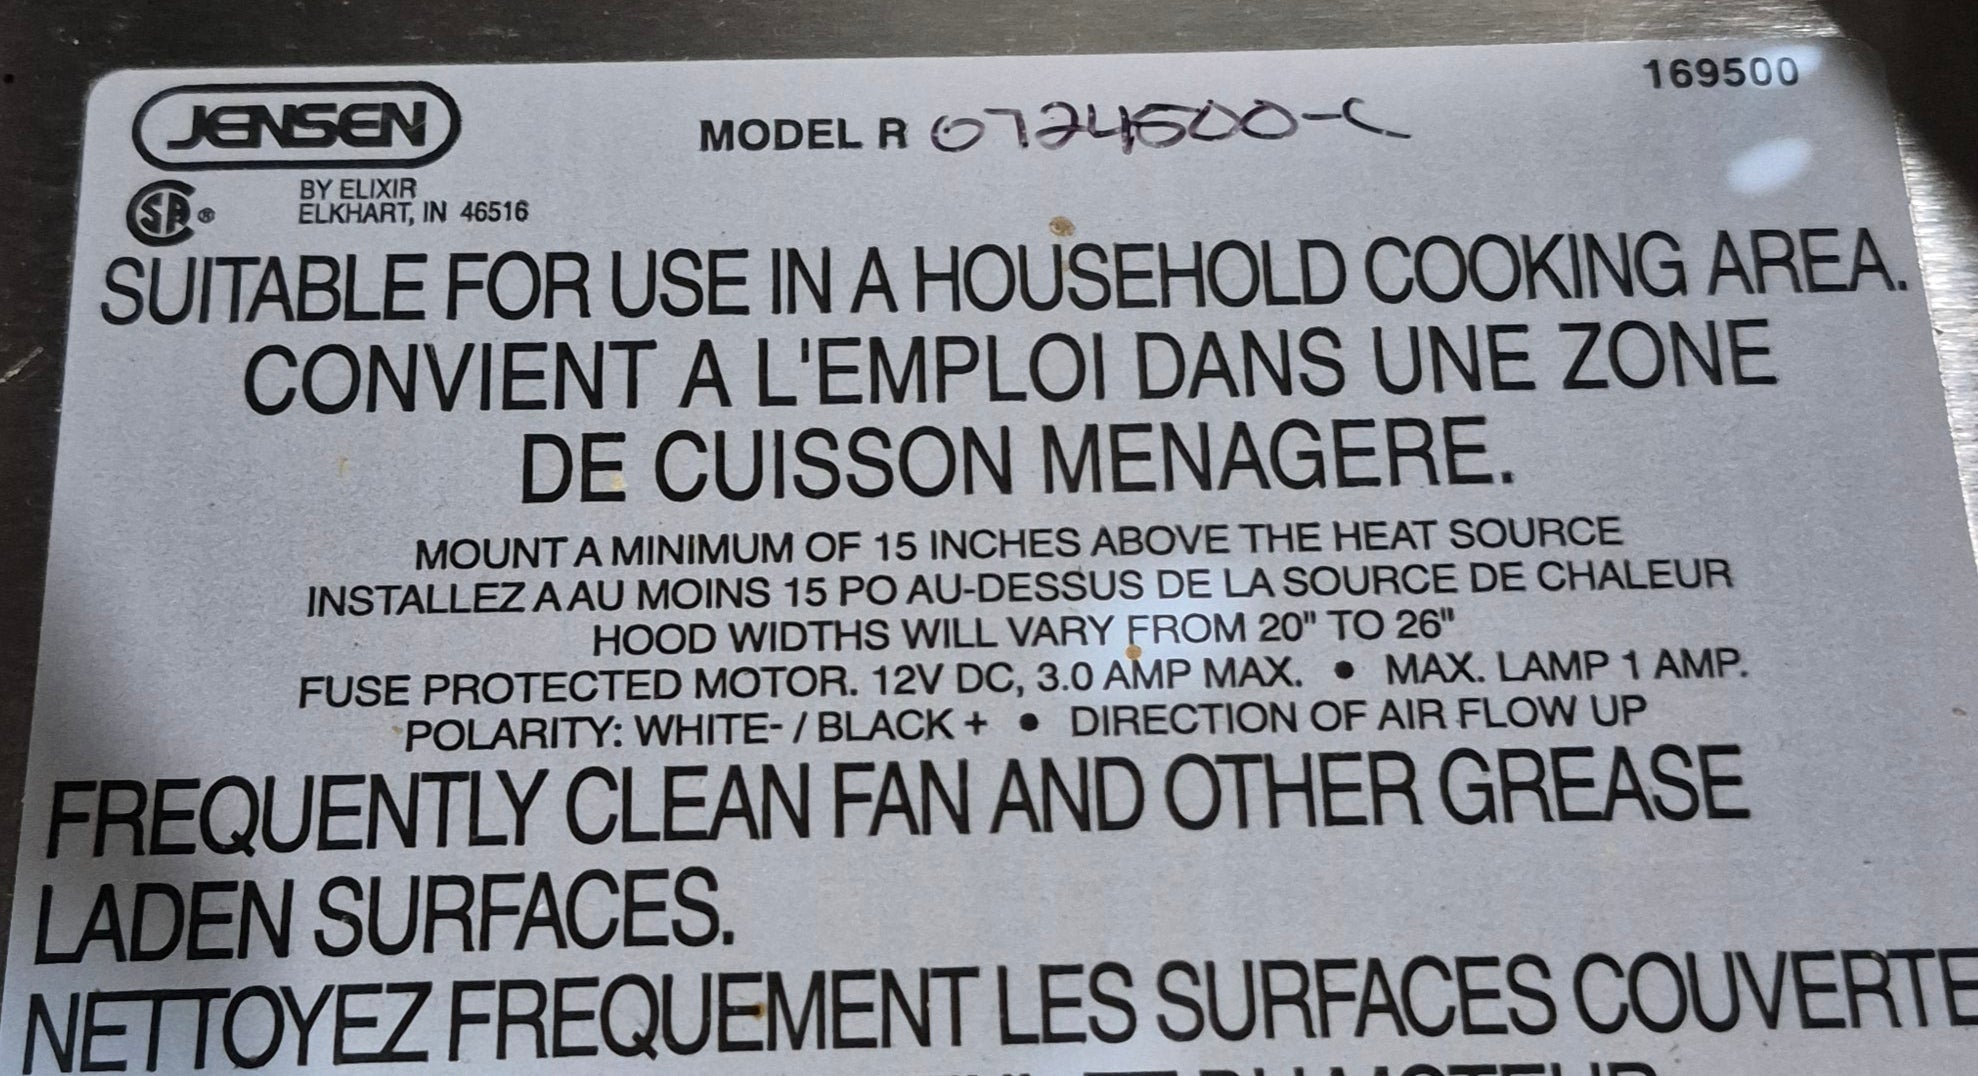 JENSEN
MODEL R 0724500-C
169500
SA ®
BY ELIXIR
ELKHART, IN 46516
SUITABLE FOR USE IN A HOUSEHOLD COOKING AREA.
CONVIENT A L'EMPLOI DANS UNE ZONE
DE CUISSON MENAGERE.
MOUNT A MINIMUM OF 15 INCHES ABOVE THE HEAT SOURCE
INSTALLEZ A AU MOINS 15 PO AU-DESSUS DE LA SOURCE DE CHALEUR
HOOD WIDTHS WILL VARY FROM 20" TO 26"
FUSE PROTECTED MOTOR. 12V DC, 3.0 AMP MAX. • MAX. LAMP 1 AMP.
POLARITY: WHITE- / BLACK + • DIRECTION OF AIR FLOW UP
FREQUENTLY CLEAN FAN AND OTHER GREASE
LADEN SURFACES.
NETTOYEZ FREQUEMENT LES SURFACES COUVERTE